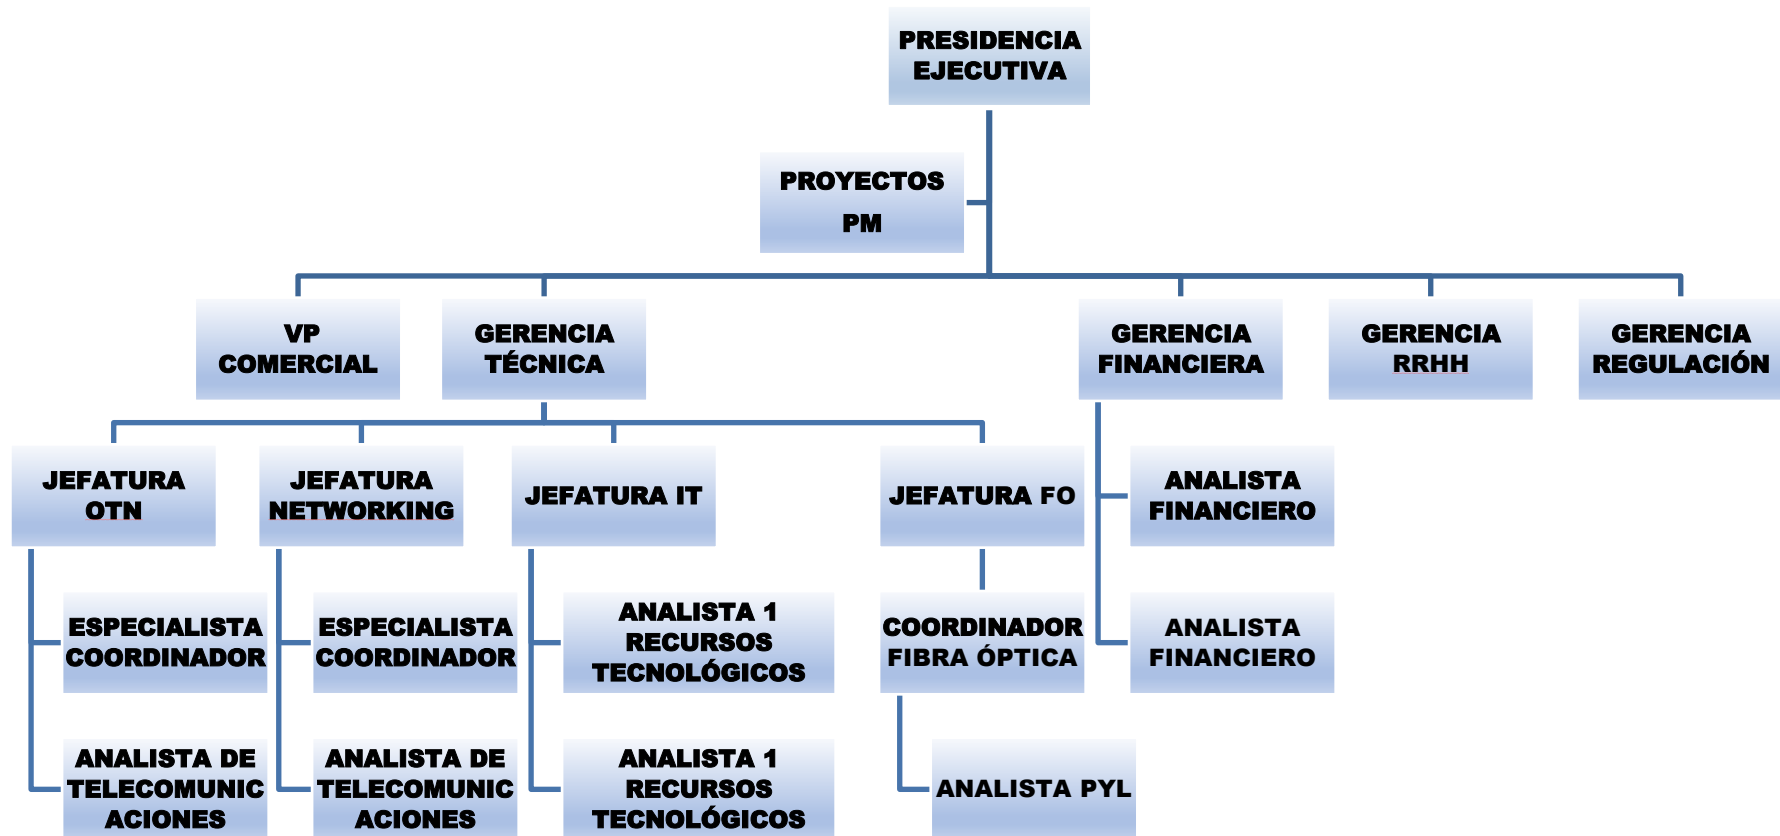 PRESIDENCIA
EJECUTIVA
PROYECTOS
PM
VP
COMERCIAL
GERENCIA
TÉCNICA
GERENCIA
FINANCIERA
GERENCIA
RRHH
GERENCIA
REGULACIÓN
JEFATURA
OTN
JEFATURA
NETWORKING
JEFATURA IT
JEFATURA FO
ANALISTA
FINANCIERO
ESPECIALISTA
COORDINADOR
ESPECIALISTA
COORDINADOR
ANALISTA 1
RECURSOS
TECNOLÓGICOS
COORDINADOR
FIBRA ÓPTICA
ANALISTA
FINANCIERO
ANALISTA DE
TELECOMUNIC
ACIONES
ANALISTA DE
TELECOMUNIC
ACIONES
ANALISTA 1
RECURSOS
TECNOLÓGICOS
ANALISTA PYL